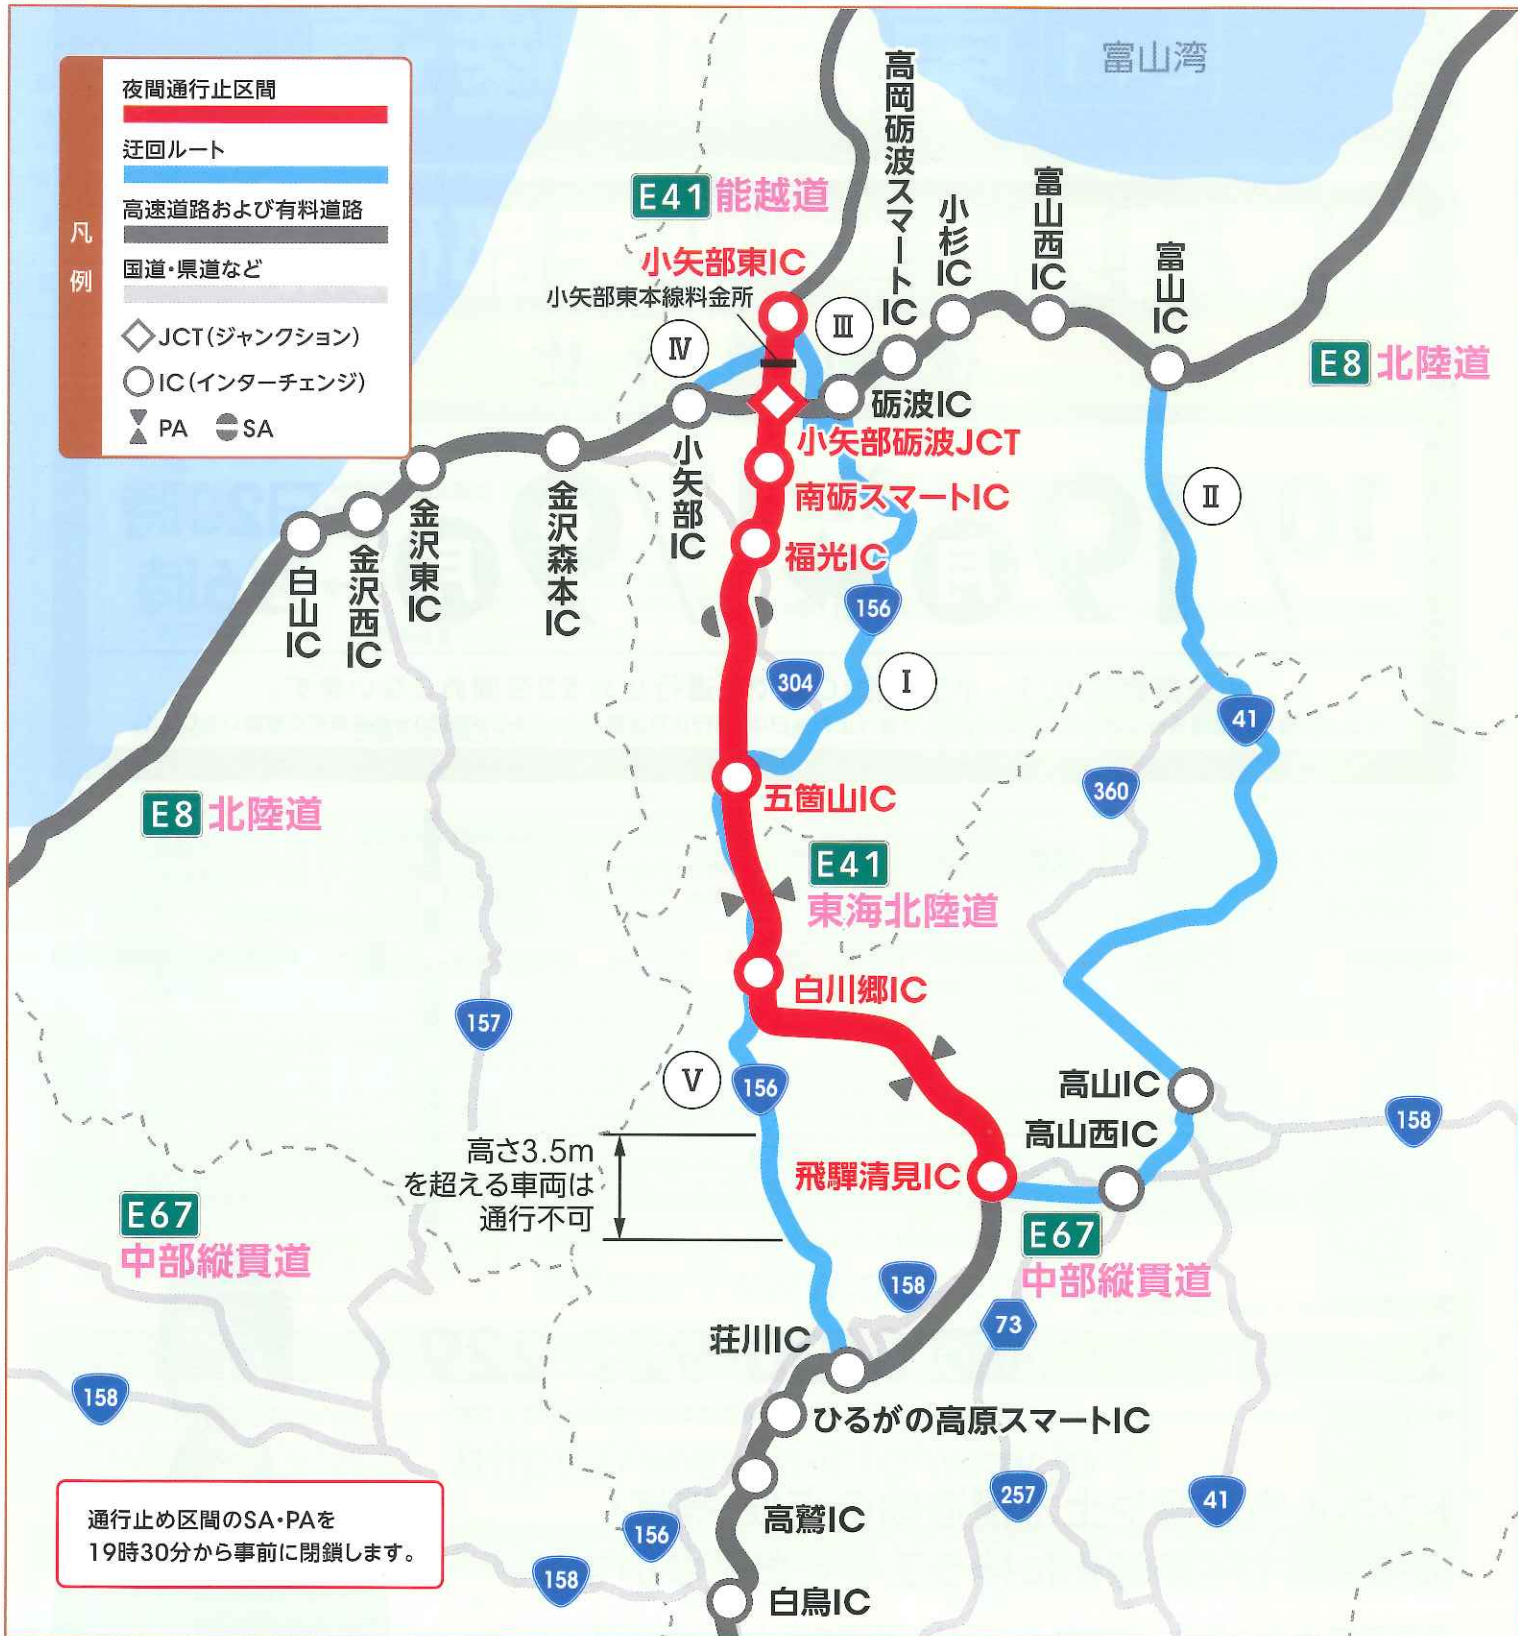 凡例
夜間通行止区間
迂回ルート
高速道路および有料道路
国道・県道など
JCT（ジャンクション）
IC（インターチェンジ）
PA
SA
富山湾
E41 能越道
小矢部東IC
小矢部東本線料金所
Ⅳ
Ⅲ
高岡砺波スマートIC
小杉IC
富山西IC
富山IC
E8 北陸道
砺波IC
小矢部砺波JCT
南砺スマートIC
福光IC
小矢部IC
金沢森本IC
金沢東IC
金沢西IC
白山IC
Ⅱ
156
304
Ⅰ
41
360
五箇山IC
E8 北陸道
E41
東海北陸道
白川郷IC
157
Ⅴ
156
高さ3.5m
を超える車両は
通行不可
高山IC
158
高山西IC
飛驒清見IC
E67
中部縦貫道
E67
中部縦貫道
158
73
荘川IC
158
ひるがの高原スマートIC
257
41
高鷲IC
156
158
白鳥IC
通行止め区間のSA・PAを
19時30分から事前に閉鎖します。